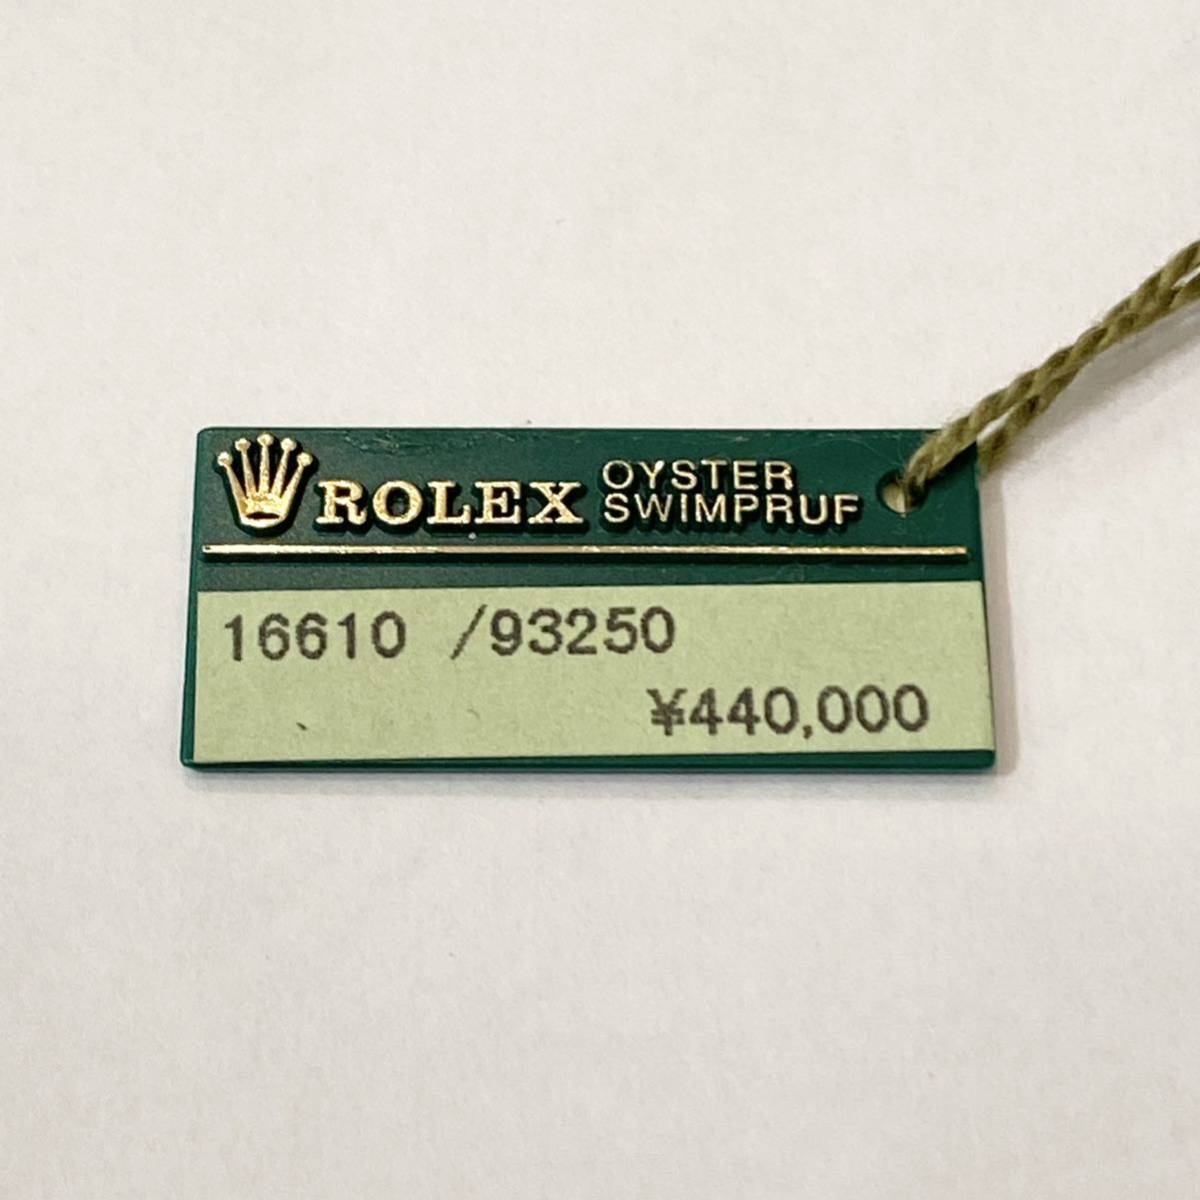 ROLEX OYSTER
SWIMPRUF
16610 /93250
¥440,000